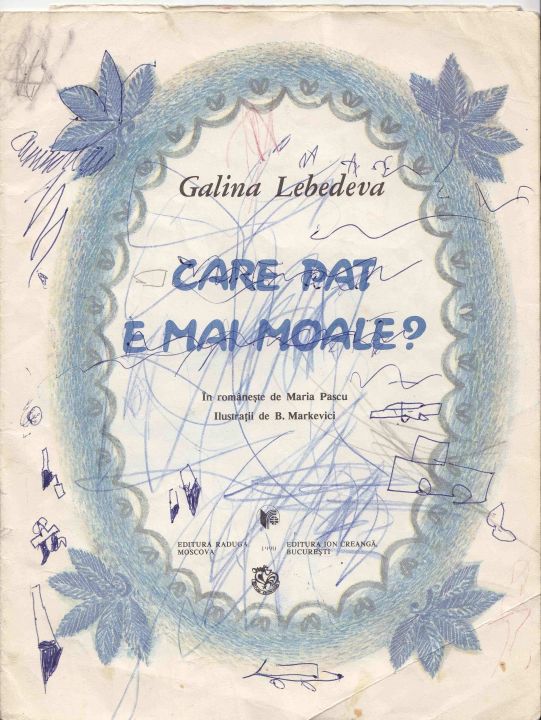 Galina Lebedeva
CARE PAT
E MAI MOALE?
În românește de Maria Pascu
Ilustrații de B. Markevici
EDITURA RADUGA
MOSCOVA
1990
EDITURA ION CREANGĂ,
BUCUREȘTI